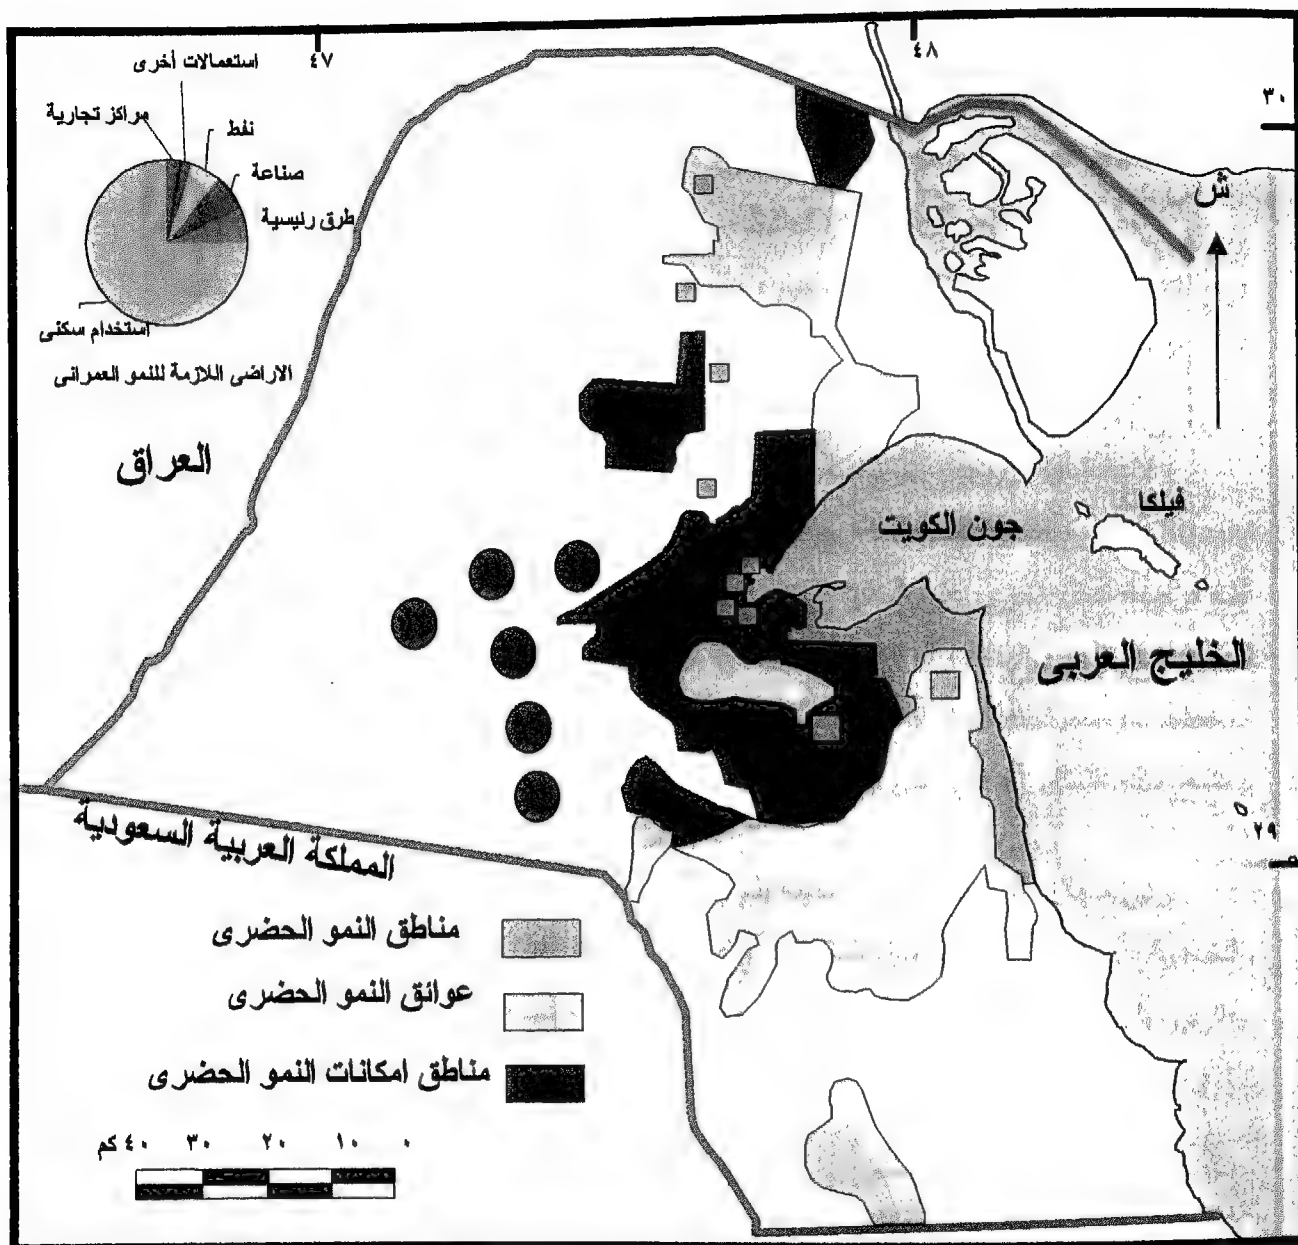 ٤٧
٤٨
استعمالات أخرى
مراكز تجارية
نفط
صناعة
طرق رئيسية
استخدام سكنى
الاراضى اللازمة للنمو العمرانى
٣٠
ش
العراق
فيلكا
جون الكويت
الخليج العربى
٢٩
المملكة العربية السعودية
مناطق النمو الحضرى
عوائق النمو الحضرى
مناطق امكانات النمو الحضرى
٤٠ كم ٣٠ ٢٠ ١٠ ٠